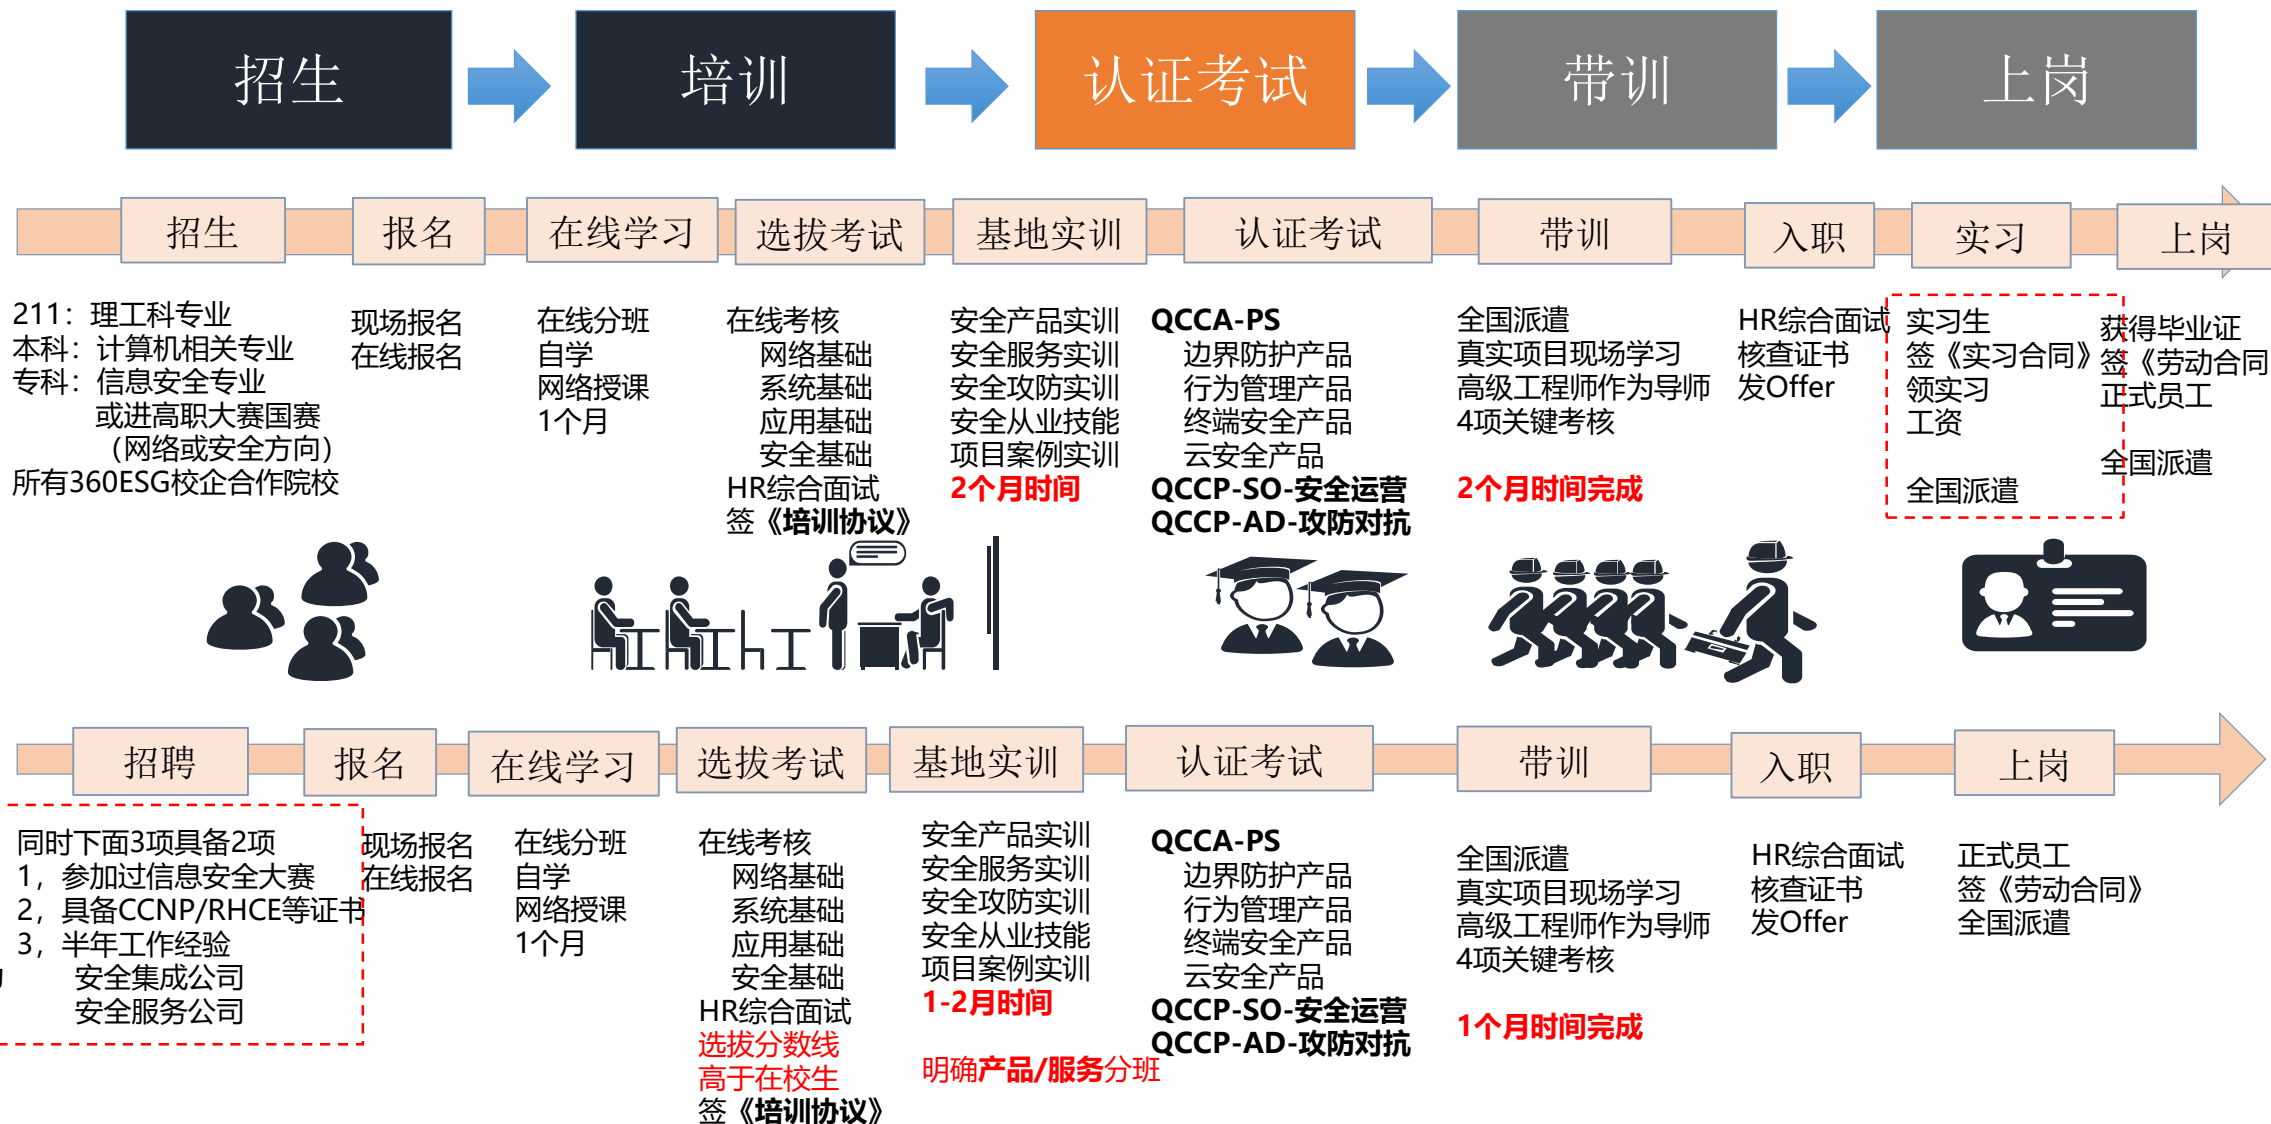 招生
培训
认证考试
带训
上岗
招生
报名
在线学习
选拔考试
基地实训
认证考试
带训
入职
实习
上岗
211：理工科专业
本科：计算机相关专业
专科：信息安全专业
或进高职大赛国赛
（网络或安全方向）
所有360ESG校企合作院校
现场报名
在线报名
在线分班
自学
网络授课
1个月
在线考核
网络基础
系统基础
应用基础
安全基础
HR综合面试
签《培训协议》
安全产品实训
安全服务实训
安全攻防实训
安全从业技能
项目案例实训
2个月时间
QCCA-PS
边界防护产品
行为管理产品
终端安全产品
云安全产品
QCCP-SO-安全运营
QCCP-AD-攻防对抗
全国派遣
真实项目现场学习
高级工程师作为导师
4项关键考核
2个月时间完成
HR综合面试
核查证书
发Offer
实习生
签《实习合同》
领实习
工资
全国派遣
获得毕业证
签《劳动合同
正式员工
全国派遣
招聘
报名
在线学习
选拔考试
基地实训
认证考试
带训
入职
上岗
同时下面3项具备2项
1，参加过信息安全大赛
2，具备CCNP/RHCE等证书
3，半年工作经验
安全集成公司
安全服务公司
现场报名
在线报名
在线分班
自学
网络授课
1个月
在线考核
网络基础
系统基础
应用基础
安全基础
HR综合面试
选拔分数线
高于在校生
签《培训协议》
安全产品实训
安全服务实训
安全攻防实训
安全从业技能
项目案例实训
1-2月时间
明确产品/服务分班
QCCA-PS
边界防护产品
行为管理产品
终端安全产品
云安全产品
QCCP-SO-安全运营
QCCP-AD-攻防对抗
全国派遣
真实项目现场学习
高级工程师作为导师
4项关键考核
1个月时间完成
HR综合面试
核查证书
发Offer
正式员工
签《劳动合同》
全国派遣